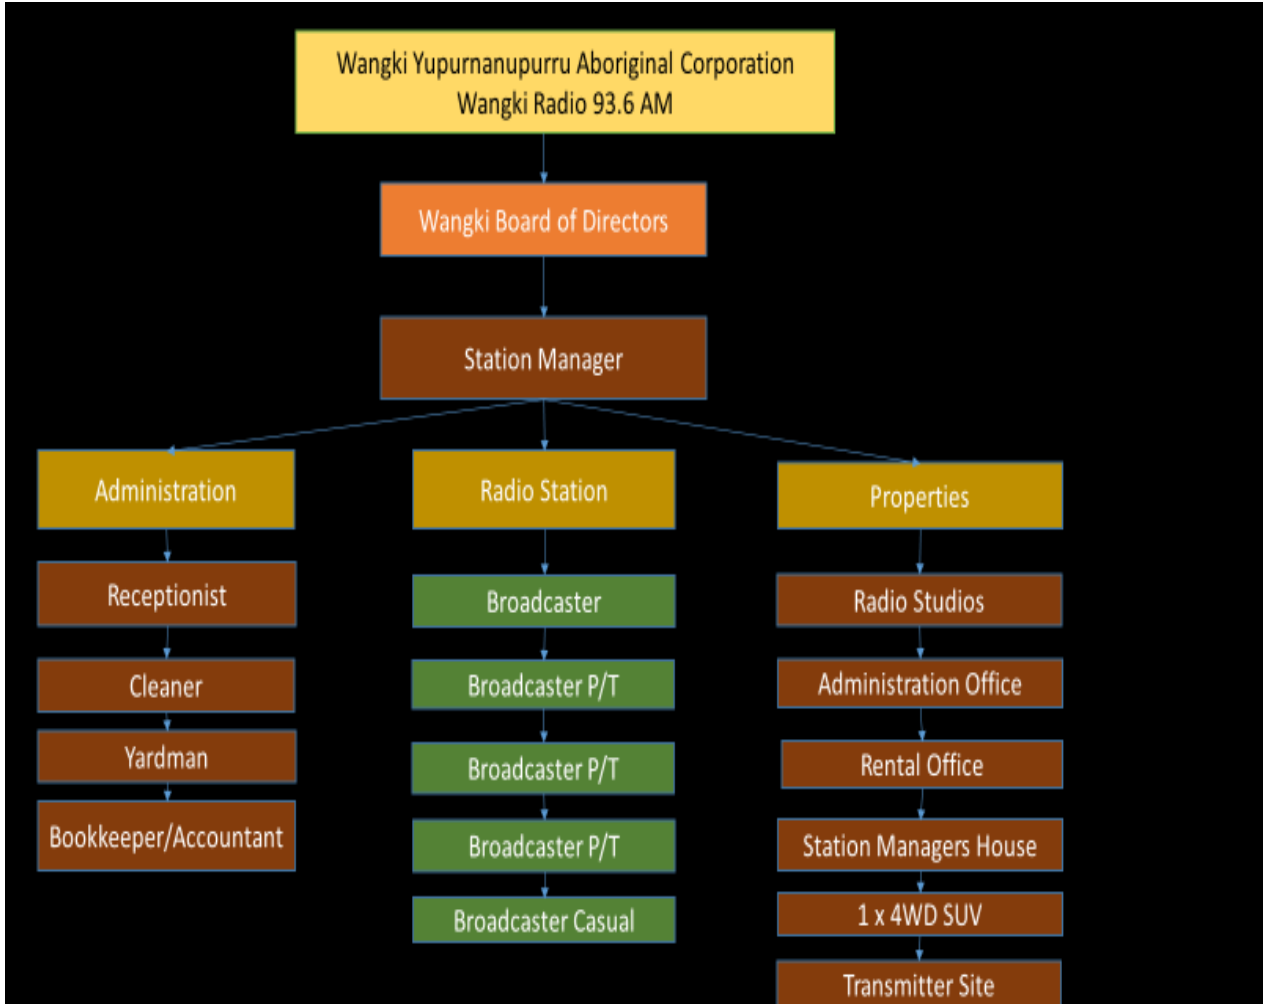 Wangki Yupurnanupurru Aboriginal Corporation
Wangki Radio 93.6 AM
Wangki Board of Directors
Station Manager
Administration
Receptionist
Cleaner
Yardman
Bookkeeper/Accountant
Radio Station
Broadcaster
Broadcaster P/T
Broadcaster P/T
Broadcaster P/T
Broadcaster Casual
Properties
Radio Studios
Administration Office
Rental Office
Station Managers House
1 x 4WD SUV
Transmitter Site